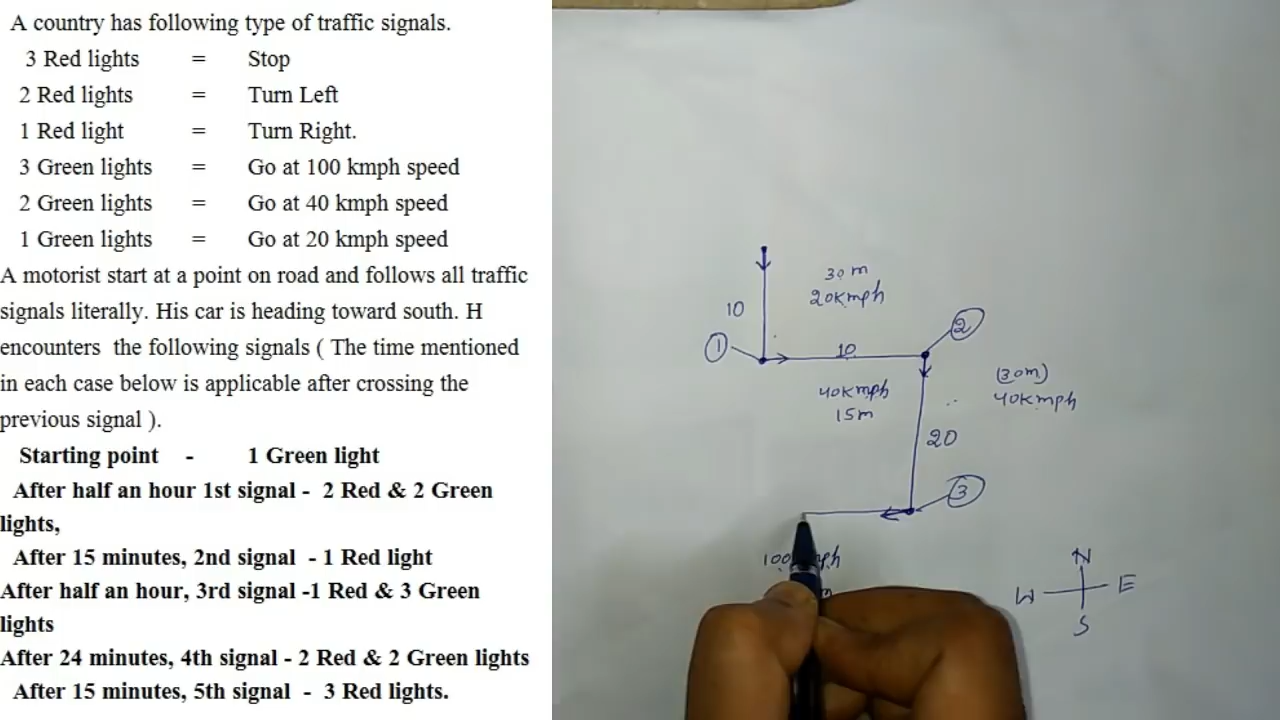 A country has following type of traffic signals.
3 Red lights = Stop
2 Red lights = Turn Left
1 Red light = Turn Right.
3 Green lights = Go at 100 kmph speed
2 Green lights = Go at 40 kmph speed
1 Green lights = Go at 20 kmph speed
A motorist start at a point on road and follows all traffic
signals literally. His car is heading toward south. H
encounters the following signals ( The time mentioned
in each case below is applicable after crossing the
previous signal ).
Starting point - 1 Green light
After half an hour 1st signal - 2 Red & 2 Green
lights,
After 15 minutes, 2nd signal - 1 Red light
After half an hour, 3rd signal -1 Red & 3 Green
lights
After 24 minutes, 4th signal - 2 Red & 2 Green lights
After 15 minutes, 5th signal - 3 Red lights.
30m
20kmph
10
1
10
2
40kmph
15m
(30m)
40kmph
20
3
N
W E
S